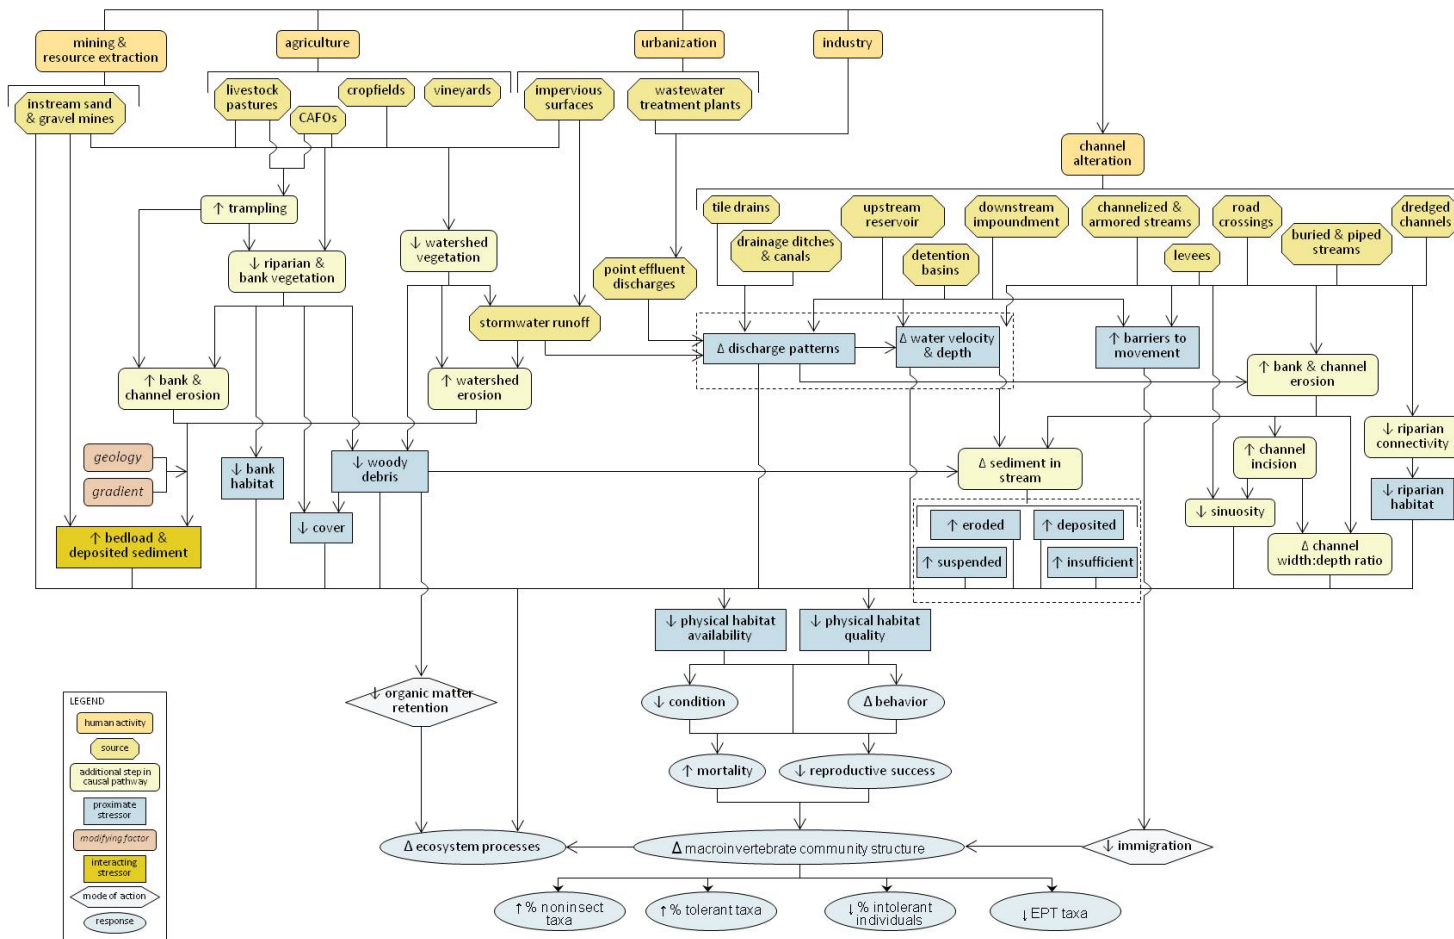 mining &
resource extraction
agriculture
urbanization
industry
instream sand
& gravel mines
livestock
pastures
CAFOs
cropfields
vineyards
impervious
surfaces
wastewater
treatment plants
channel
alteration
↑ trampling
tile drains
drainage ditches
& canals
upstream
reservoir
detention
basins
downstream
impoundment
channelized &
armored streams
levees
road
crossings
buried & piped
streams
dredged
channels
↓ riparian &
bank vegetation
↓ watershed
vegetation
point effluent
discharges
stormwater runoff
Δ discharge patterns
Δ water velocity
& depth
↑ barriers to
movement
↑ bank &
channel erosion
↑ watershed
erosion
↑ bank & channel
erosion
geology
gradient
↓ bank
habitat
↓ woody
debris
Δ sediment in
stream
↑ channel
incision
↓ riparian
connectivity
↓ riparian
habitat
↑ bedload &
deposited sediment
↓ cover
↑ eroded
↑ deposited
↑ suspended
↑ insufficient
↓ sinuosity
Δ channel
width:depth ratio
↓ physical habitat
availability
↓ physical habitat
quality
↓ organic matter
retention
↓ condition
Δ behavior
↑ mortality
↓ reproductive success
Δ ecosystem processes
Δ macroinvertebrate community structure
↓ immigration
↑ % noninsect
taxa
↑ % tolerant taxa
↓ % intolerant
individuals
↓ EPT taxa
LEGEND
human activity
source
additional step in
causal pathway
proximate
stressor
modifying factor
interacting
stressor
mode of action
response